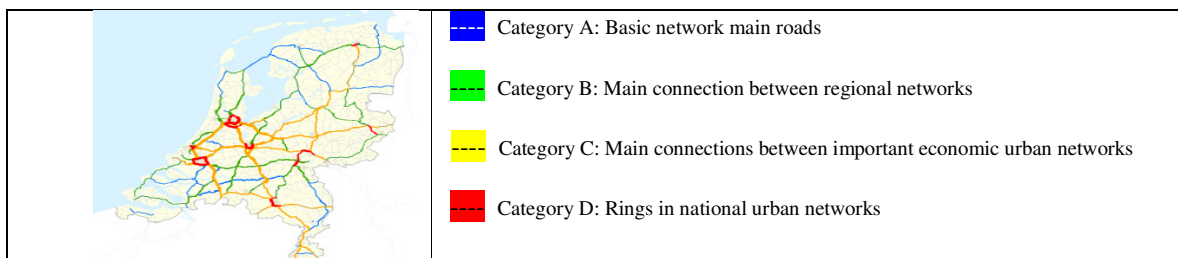 Category A: Basic network main roads
Category B: Main connection between regional networks
Category C: Main connections between important economic urban networks
Category D: Rings in national urban networks